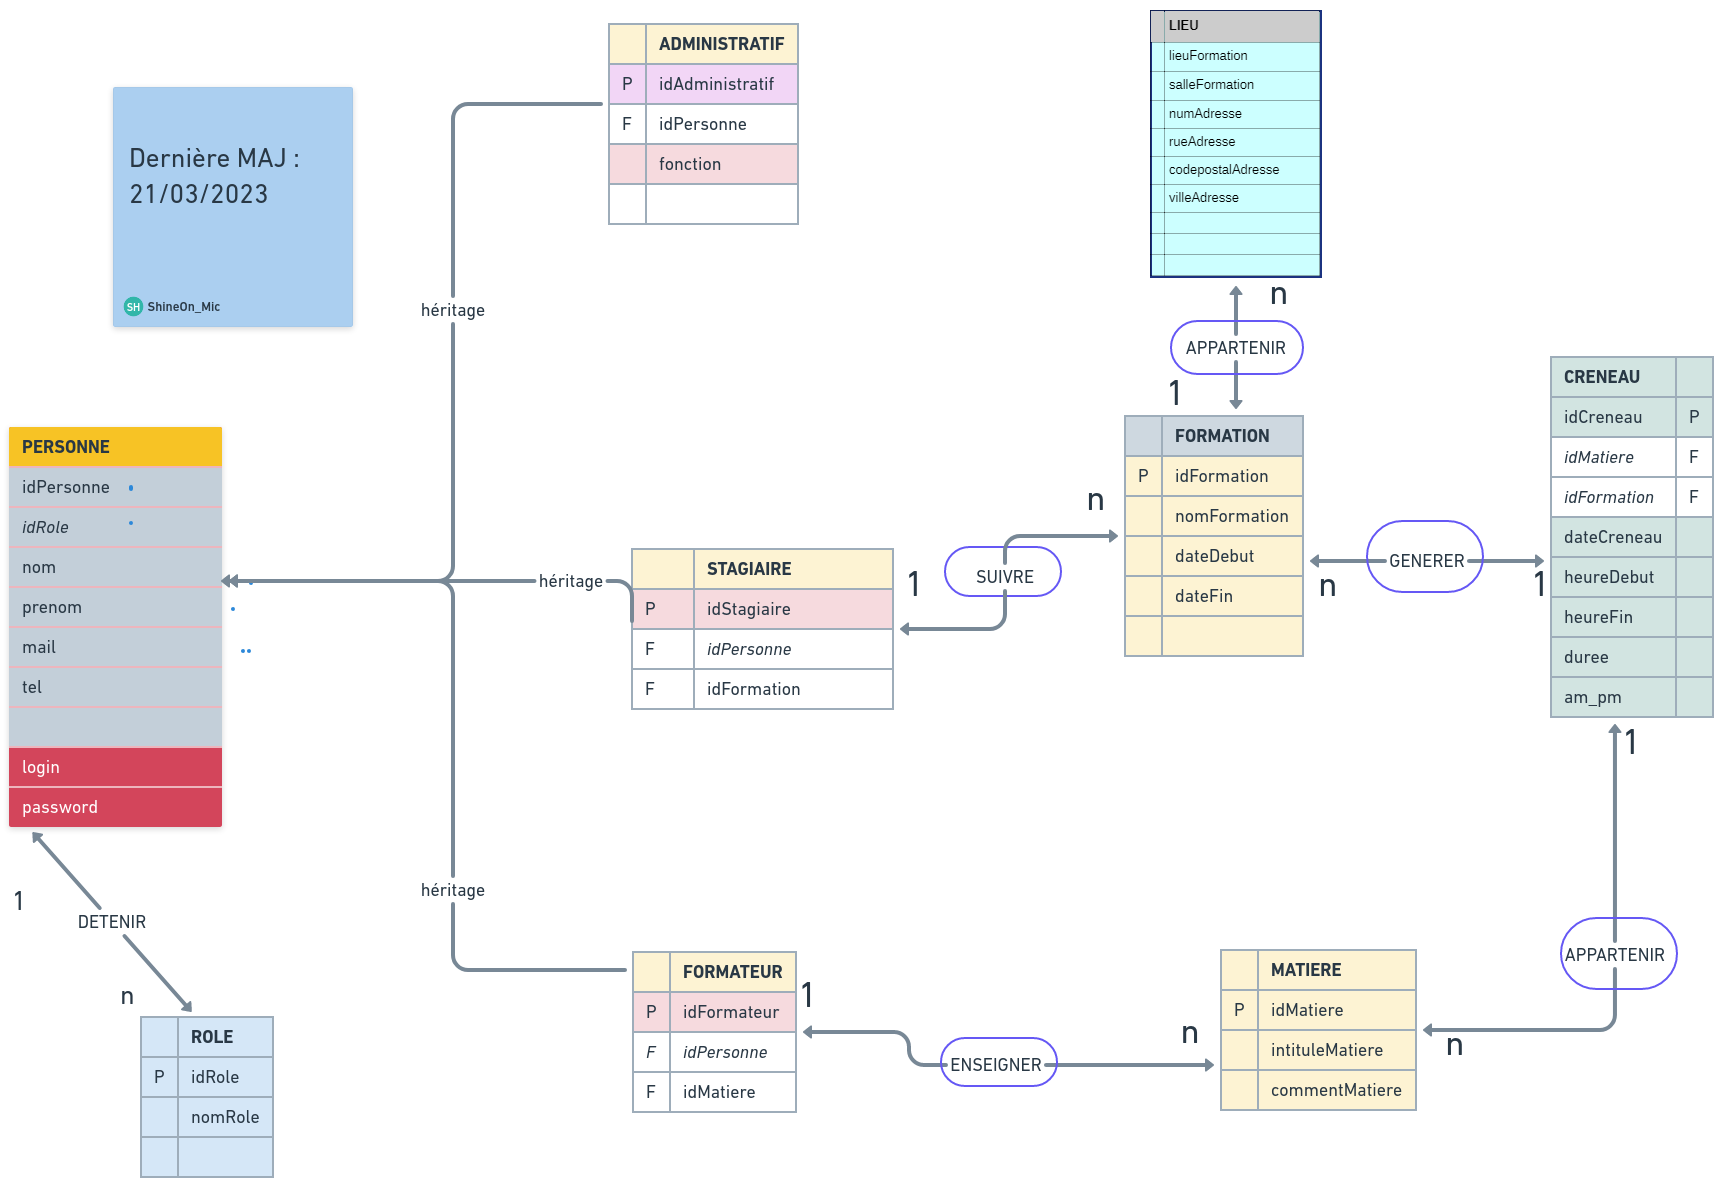 ADMINISTRATIF
P idAdministratif
F idPersonne
fonction
LIEU
lieuFormation
salleFormation
numAdresse
rueAdresse
codepostalAdresse
villeAdresse
Dernière MAJ :
21/03/2023
SH ShineOn_Mic
héritage
n
APPARTENIR
1
PERSONNE
idPersonne
idRole
nom
prenom
mail
tel
login
password
héritage
STAGIAIRE
P idStagiaire
F idPersonne
F idFormation
1
SUIVRE
n
FORMATION
P idFormation
nomFormation
dateDebut
dateFin
n
GENERER
1
CRENEAU
idCreneau P
idMatiere F
idFormation F
dateCreneau
heureDebut
heureFin
duree
am_pm
1
APPARTENIR
n
héritage
1
DETENIR
n
ROLE
P idRole
nomRole
FORMATEUR
P idFormateur
F idPersonne
F idMatiere
1
ENSEIGNER
n
MATIERE
P idMatiere
intituleMatiere
commentMatiere